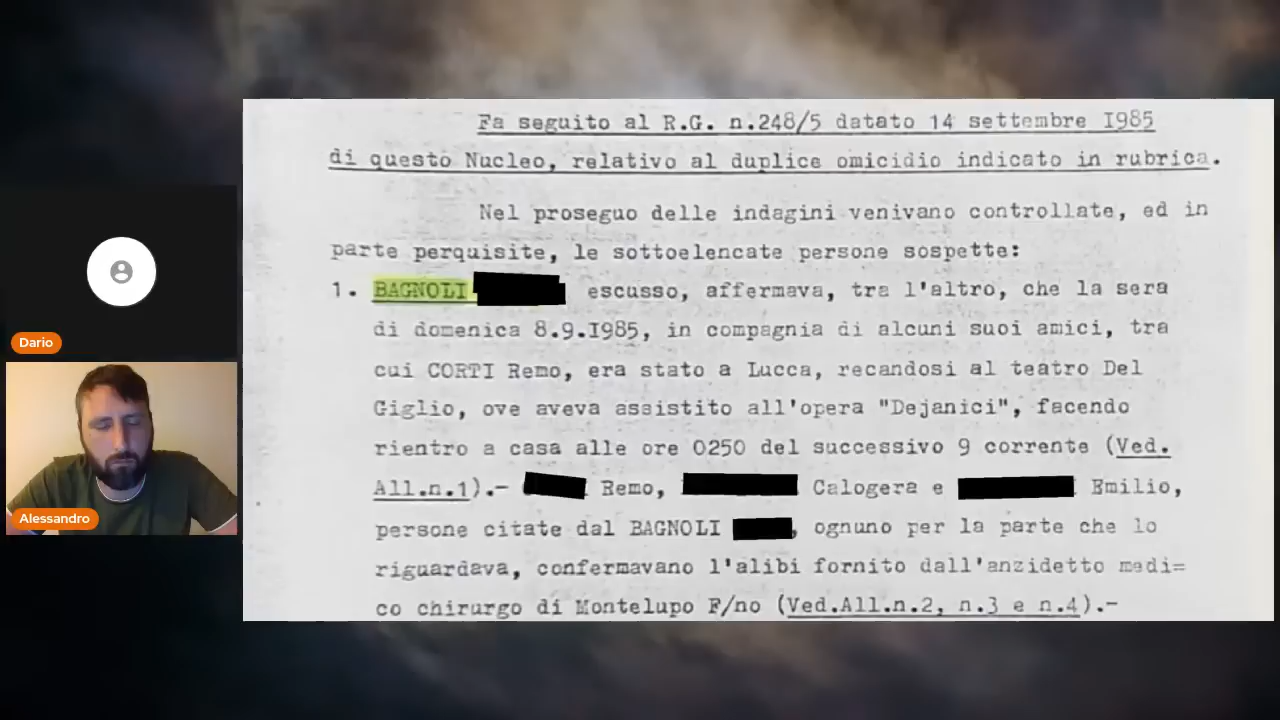 Fa seguito al R.G. n.248/5 datato 14 settembre I985
di questo Nucleo, relativo al duplice omicidio indicato in rubrica.
Nel proseguo delle indagini venivano controllate, ed in
parte perquisite, le sottoelencate persone sospette:
1. BAGNOLI escusso, affermava, tra l'altro, che la sera
di domenica 8.9.I985, in compagnia di alcuni suoi amici, tra
cui CORTI Remo, era stato a Lucca, recandosi al teatro Del
Giglio, ove aveva assistito all'opera "Dejanici", facendo
rientro a casa alle ore 0250 del successivo 9 corrente (Ved.
All.n.1).- Remo, Calogera e Emilio,
persone citate dal BAGNOLI , ognuno per la parte che lo
riguardava, confermavano l'alibi fornito dall'anzidetto medi=
co chirurgo di Montelupo F/no (Ved.All.n.2, n.3 e n.4).-
Dario
Alessandro